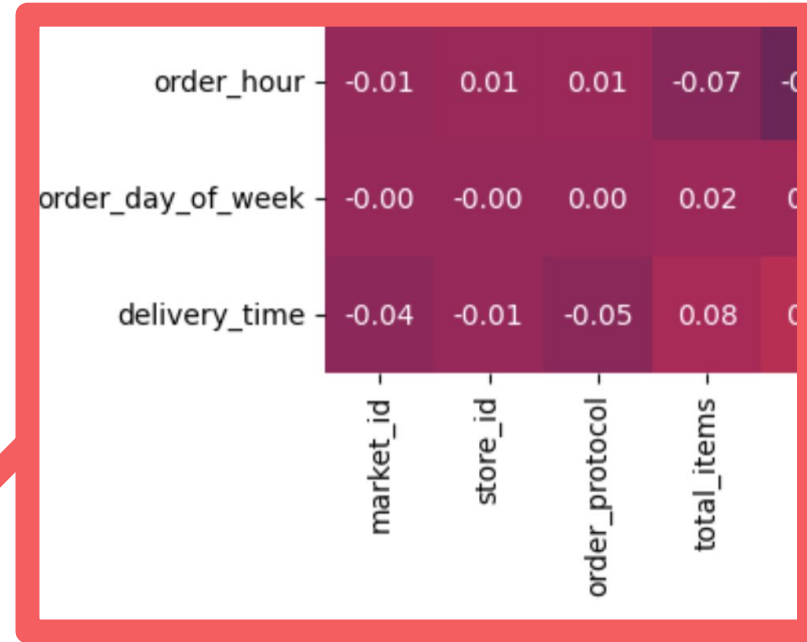 order_hour -0.01 0.01 0.01 -0.07
order_day_of_week -0.00 -0.00 0.00 0.02
delivery_time -0.04 -0.01 -0.05 0.08
market_id
store_id
order_protocol
total_items